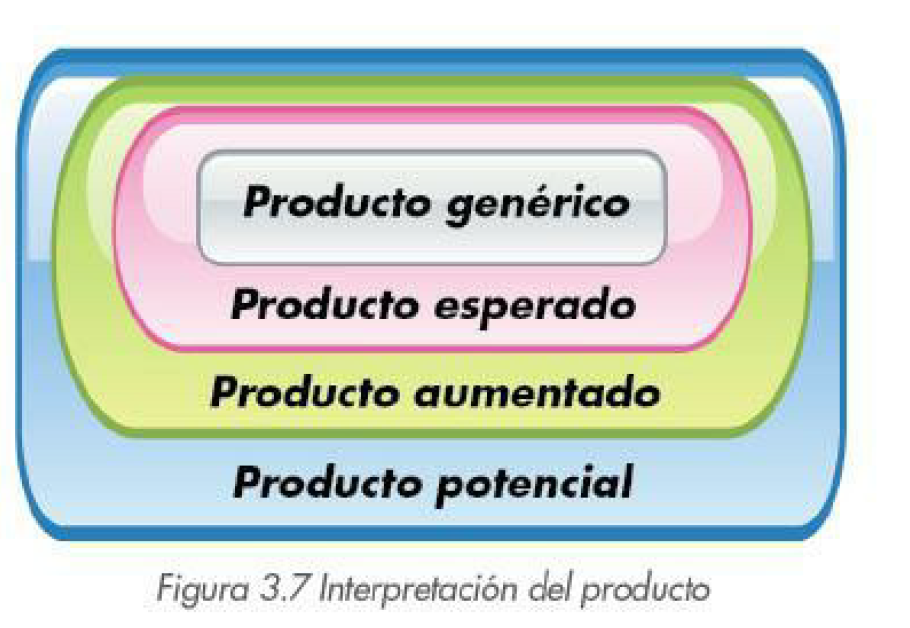 Producto genérico
Producto esperado
Producto aumentado
Producto potencial
Figura 3.7 Interpretación del producto